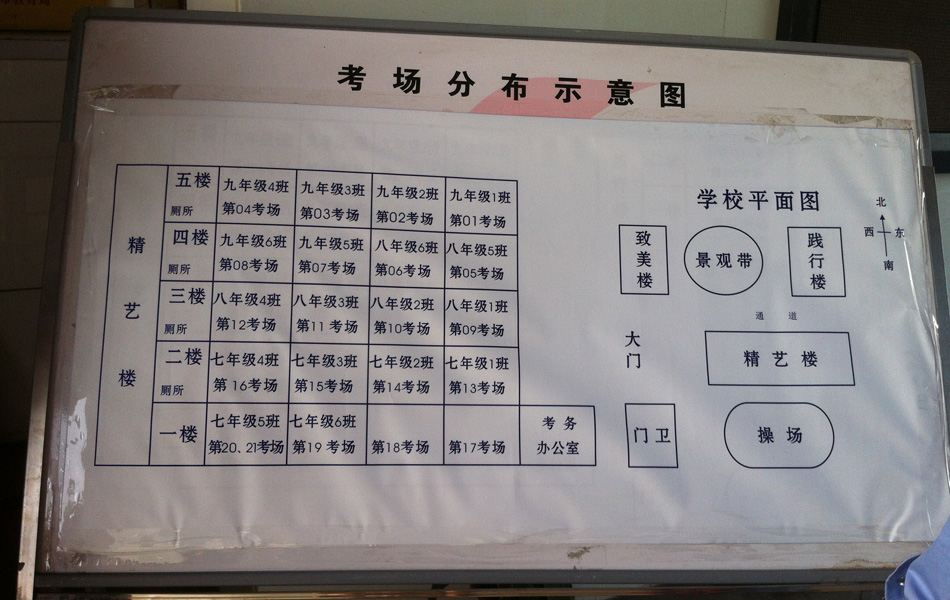 考场分布示意图
精艺楼
五楼 厕所
九年级4班 九年级3班 九年级2班 九年级1班
第04考场 第03考场 第02考场 第01考场
四楼 厕所
九年级6班 九年级5班 八年级6班 八年级5班
第08考场 第07考场 第06考场 第05考场
三楼 厕所
八年级4班 八年级3班 八年级2班 八年级1班
第12考场 第11考场 第10考场 第09考场
二楼 厕所
七年级4班 七年级3班 七年级2班 七年级1班
第16考场 第15考场 第14考场 第13考场
一楼
七年级5班 七年级6班
第20、21考场 第19考场 第18考场 第17考场
考务
办公室
学校平面图
北
西 东
南
致美楼
景观带
践行楼
通道
大门
精艺楼
门卫
操场